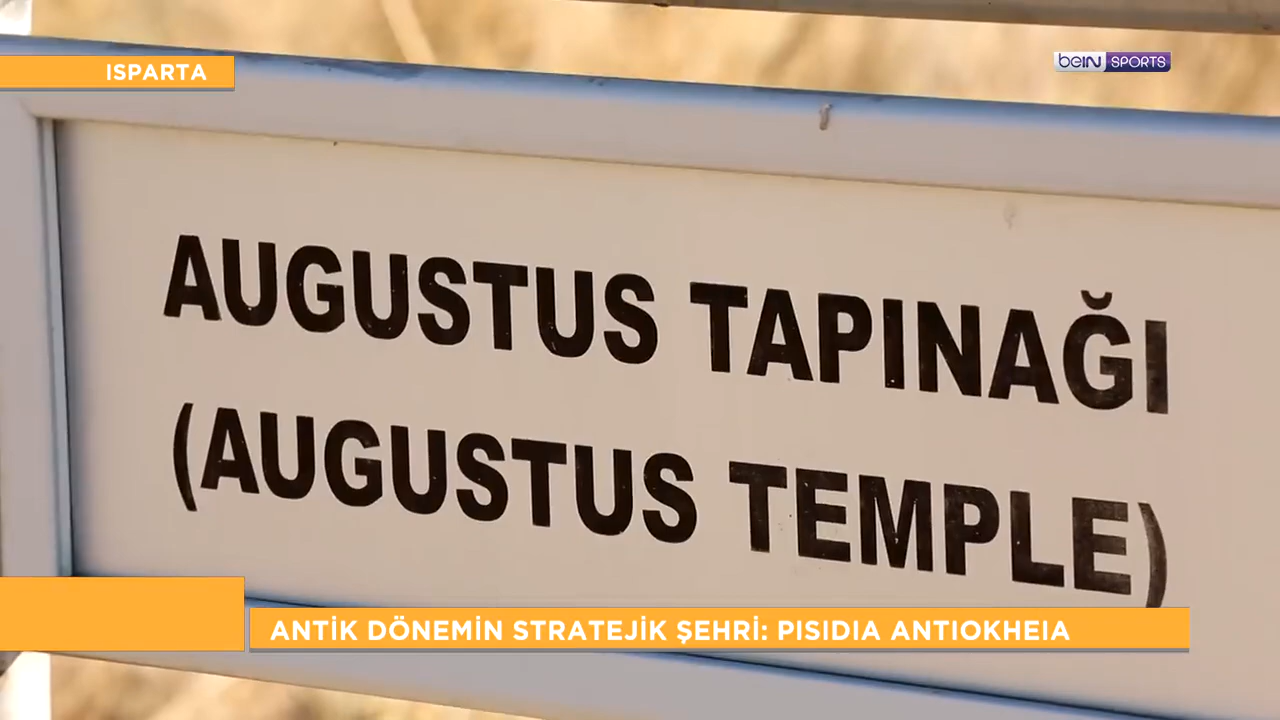 ISPARTA
beIN SPORTS
AUGUSTUS TAPINAĞI
(AUGUSTUS TEMPLE)
ANTİK DÖNEMİN STRATEJİK ŞEHRİ: PISIDIA ANTIOKHEIA